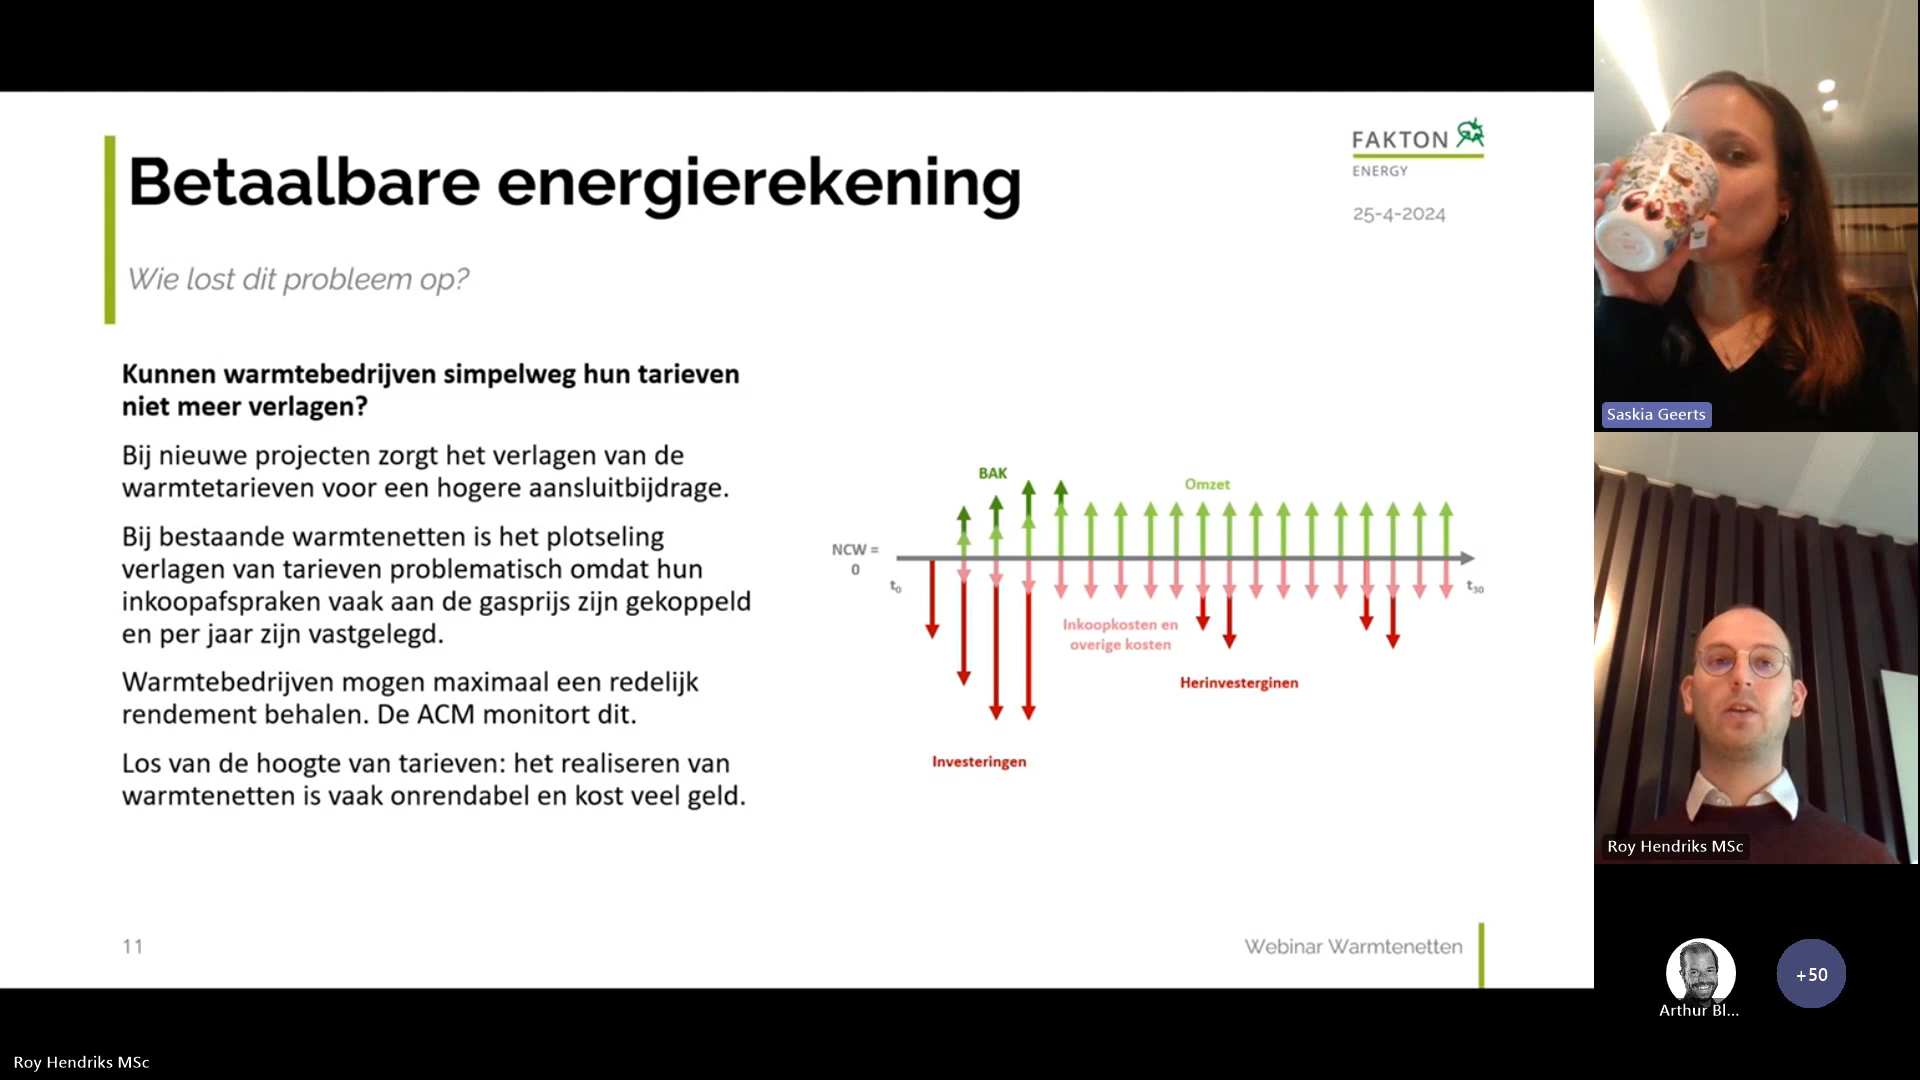 Betaalbare energierekening
Wie lost dit probleem op?
FAKTON
ENERGY
25-4-2024
Kunnen warmtebedrijven simpelweg hun tarieven
niet meer verlagen?
Bij nieuwe projecten zorgt het verlagen van de
warmtetarieven voor een hogere aansluitbijdrage.
Bij bestaande warmtenetten is het plotseling
verlagen van tarieven problematisch omdat hun
inkoopafspraken vaak aan de gasprijs zijn gekoppeld
en per jaar zijn vastgelegd.
Warmtebedrijven mogen maximaal een redelijk
rendement behalen. De ACM monitort dit.
Los van de hoogte van tarieven: het realiseren van
warmtenetten is vaak onrendabel en kost veel geld.
BAK
Omzet
NCW =
0
t0
t30
Inkoopkosten en
overige kosten
Herinvesterginen
Investeringen
11
Webinar Warmtenetten
Saskia Geerts
Roy Hendriks MSc
Arthur Bl...
+50
Roy Hendriks MSc